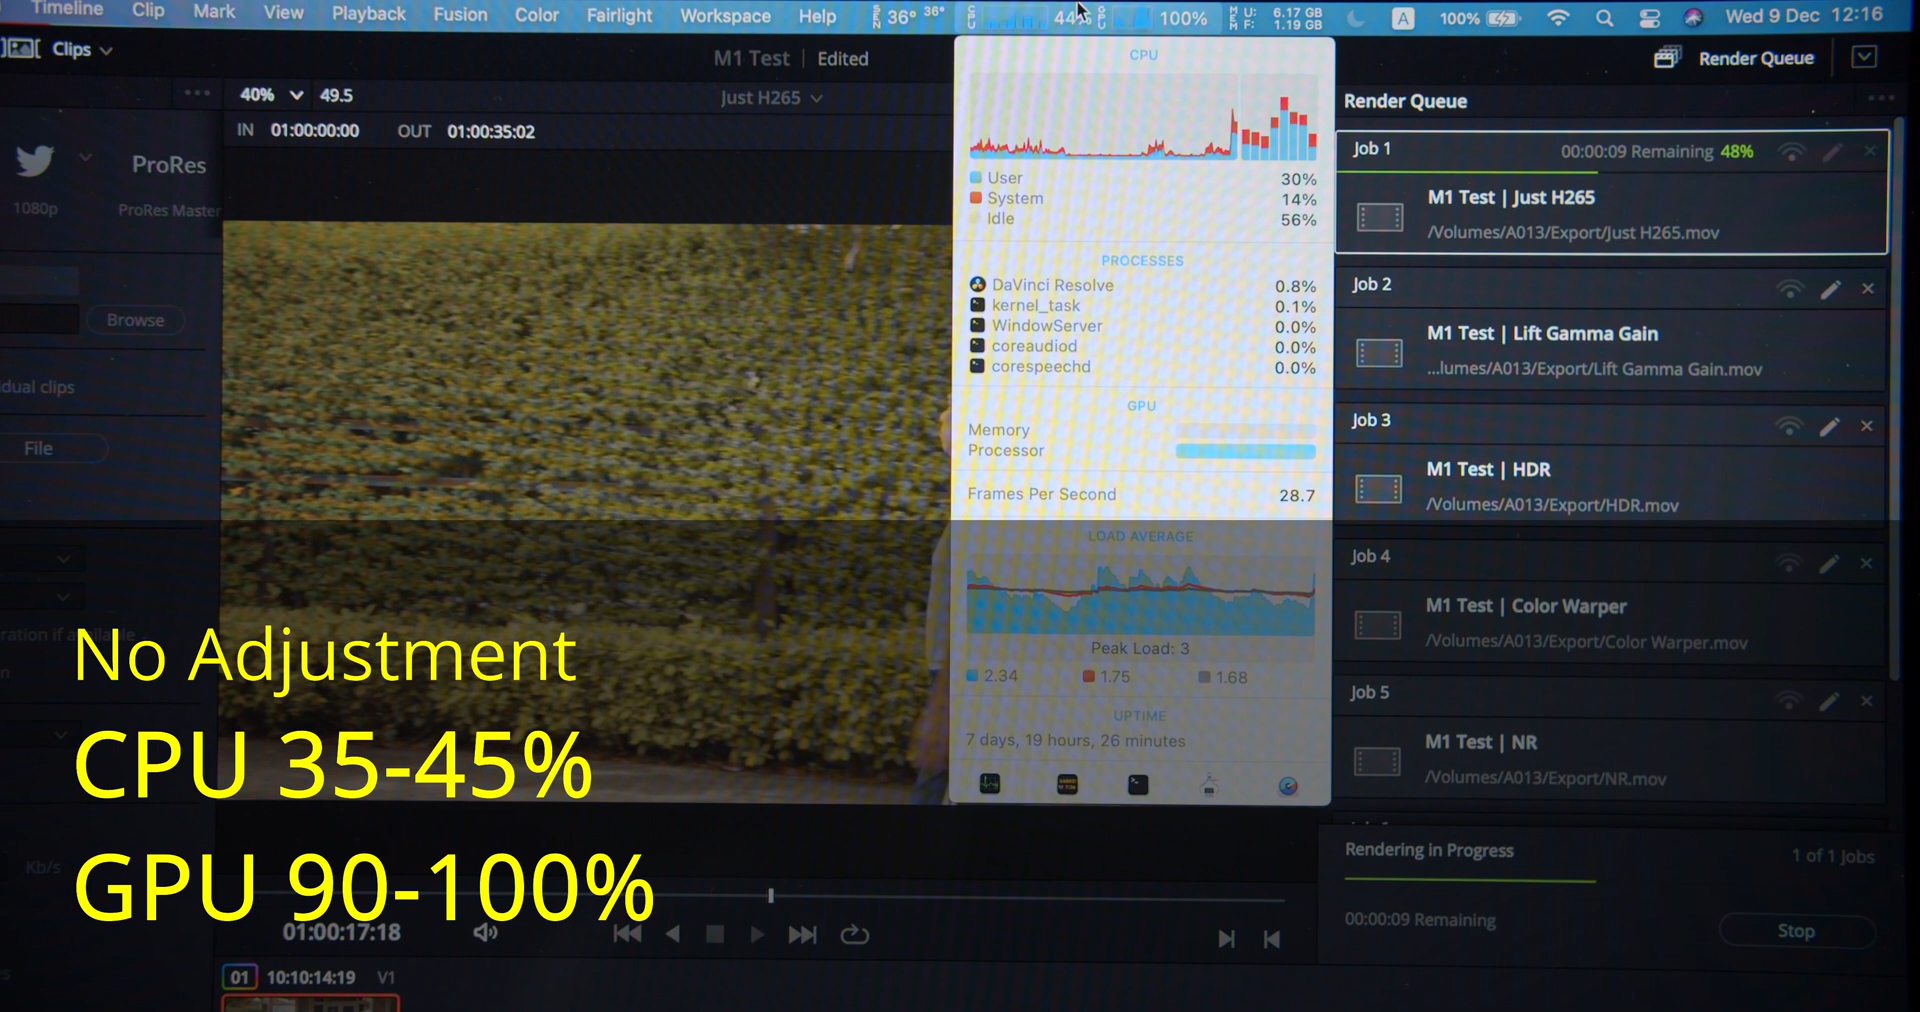 Timeline Clip Mark View Playback Fusion Color Fairlight Workspace Help SEN 36° 36° CPU 44% GPU 100% MEM U: 6.17 GB F: 1.19 GB A 100% Wed 9 Dec 12:16
Clips
M1 Test | Edited
Render Queue
40% 49.5
Just H265
IN 01:00:00:00 OUT 01:00:35:02
ProRes
1080p
ProRes Master
Browse
dual clips
File
ration if available
Kb/s
CPU
User 30%
System 14%
Idle 56%
PROCESSES
DaVinci Resolve 0.8%
kernel_task 0.1%
WindowServer 0.0%
coreaudiod 0.0%
corespeechd 0.0%
GPU
Memory
Processor
Frames Per Second 28.7
LOAD AVERAGE
Peak Load: 3
2.34 1.75 1.68
UPTIME
7 days, 19 hours, 26 minutes
Render Queue
Job 1 00:00:09 Remaining 48%
M1 Test | Just H265
/Volumes/A013/Export/Just H265.mov
Job 2
M1 Test | Lift Gamma Gain
...lumes/A013/Export/Lift Gamma Gain.mov
Job 3
M1 Test | HDR
/Volumes/A013/Export/HDR.mov
Job 4
M1 Test | Color Warper
/Volumes/A013/Export/Color Warper.mov
Job 5
M1 Test | NR
/Volumes/A013/Export/NR.mov
Rendering in Progress 1 of 1 Jobs
00:00:09 Remaining
Stop
No Adjustment
CPU 35-45%
GPU 90-100%
01:00:17:18
01 10:10:14:19 V1